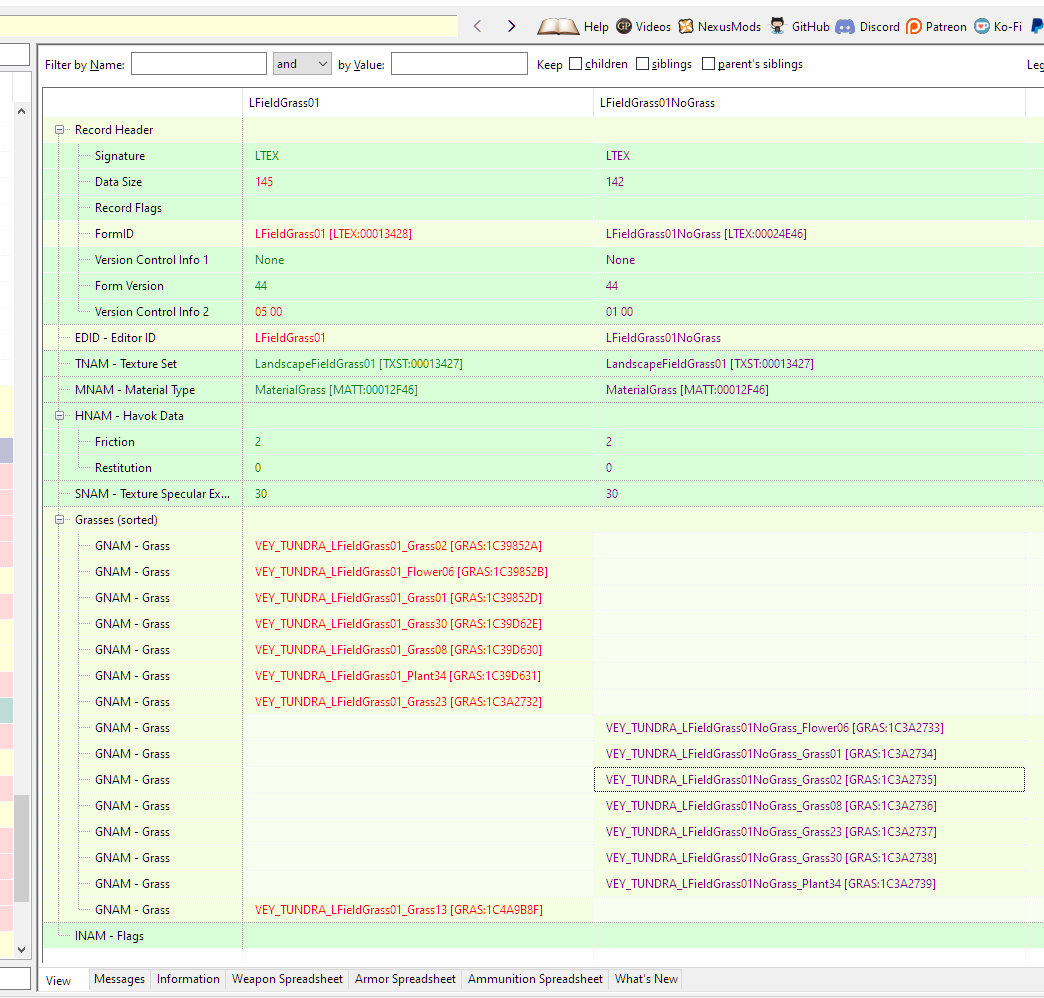 Help Videos NexusMods GitHub Discord Patreon Ko-Fi
Filter by Name: and by Value: Keep children siblings parent's siblings Leg
LFieldGrass01 LFieldGrass01NoGrass
Record Header
Signature LTEX LTEX
Data Size 145 142
Record Flags
FormID LFieldGrass01 [LTEX:00013428] LFieldGrass01NoGrass [LTEX:00024E46]
Version Control Info 1 None None
Form Version 44 44
Version Control Info 2 05 00 01 00
EDID - Editor ID LFieldGrass01 LFieldGrass01NoGrass
TNAM - Texture Set LandscapeFieldGrass01 [TXST:00013427] LandscapeFieldGrass01 [TXST:00013427]
MNAM - Material Type MaterialGrass [MATT:00012F46] MaterialGrass [MATT:00012F46]
HNAM - Havok Data
Friction 2 2
Restitution 0 0
SNAM - Texture Specular Ex... 30 30
Grasses (sorted)
GNAM - Grass VEY_TUNDRA_LFieldGrass01_Grass02 [GRAS:1C39852A]
GNAM - Grass VEY_TUNDRA_LFieldGrass01_Flower06 [GRAS:1C39852B]
GNAM - Grass VEY_TUNDRA_LFieldGrass01_Grass01 [GRAS:1C39852D]
GNAM - Grass VEY_TUNDRA_LFieldGrass01_Grass30 [GRAS:1C39D62E]
GNAM - Grass VEY_TUNDRA_LFieldGrass01_Grass08 [GRAS:1C39D630]
GNAM - Grass VEY_TUNDRA_LFieldGrass01_Plant34 [GRAS:1C39D631]
GNAM - Grass VEY_TUNDRA_LFieldGrass01_Grass23 [GRAS:1C3A2732]
GNAM - Grass VEY_TUNDRA_LFieldGrass01NoGrass_Flower06 [GRAS:1C3A2733]
GNAM - Grass VEY_TUNDRA_LFieldGrass01NoGrass_Grass01 [GRAS:1C3A2734]
GNAM - Grass VEY_TUNDRA_LFieldGrass01NoGrass_Grass02 [GRAS:1C3A2735]
GNAM - Grass VEY_TUNDRA_LFieldGrass01NoGrass_Grass08 [GRAS:1C3A2736]
GNAM - Grass VEY_TUNDRA_LFieldGrass01NoGrass_Grass23 [GRAS:1C3A2737]
GNAM - Grass VEY_TUNDRA_LFieldGrass01NoGrass_Grass30 [GRAS:1C3A2738]
GNAM - Grass VEY_TUNDRA_LFieldGrass01NoGrass_Plant34 [GRAS:1C3A2739]
GNAM - Grass VEY_TUNDRA_LFieldGrass01_Grass13 [GRAS:1C4A9B8F]
INAM - Flags
View Messages Information Weapon Spreadsheet Armor Spreadsheet Ammunition Spreadsheet What's New